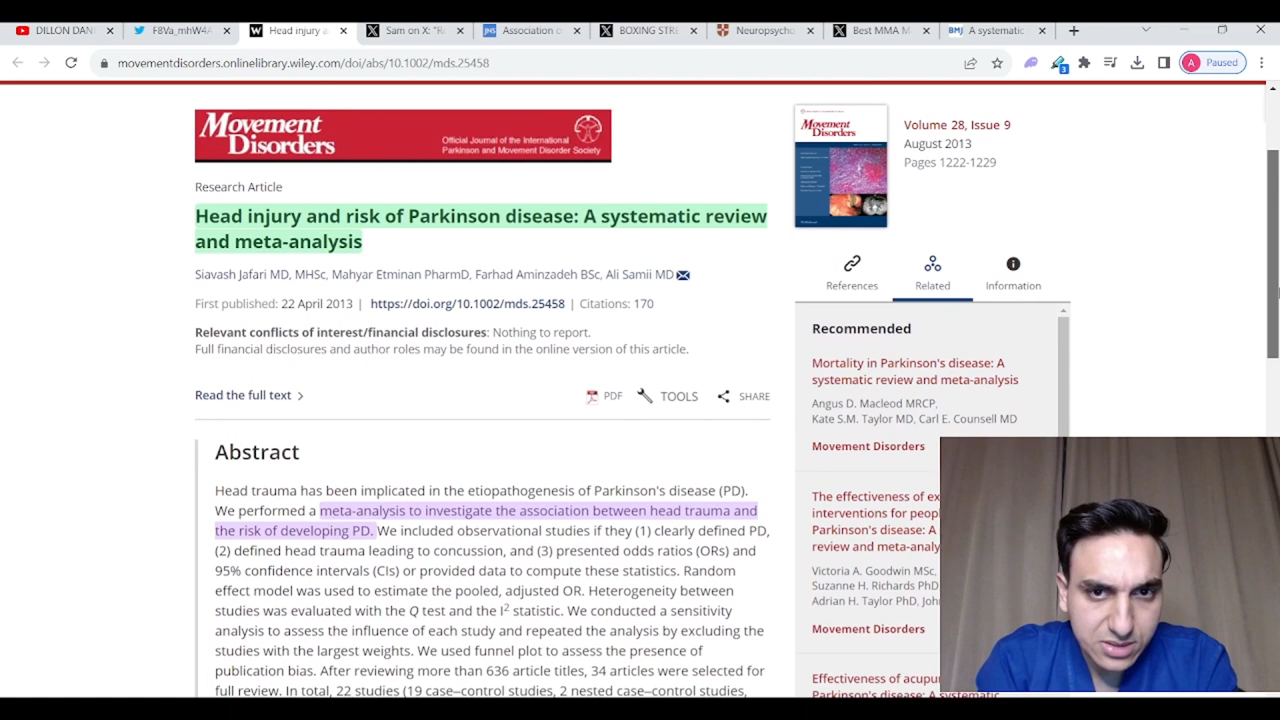 DILLON DAN
F8Va_mhW4A
Head injury a
Sam on X: "R
Association o
BOXING STR
Neuropsycho
Best MMA M
A systematic
movementdisorders.onlinelibrary.wiley.com/doi/abs/10.1002/mds.25458
3
A Paused
Movement
Disorders
Official Journal of the International
Parkinson and Movement Disorder Society
Research Article
Head injury and risk of Parkinson disease: A systematic review
and meta-analysis
Siavash Jafari MD, MHSc, Mahyar Etminan PharmD, Farhad Aminzadeh BSc, Ali Samii MD
First published: 22 April 2013 | https://doi.org/10.1002/mds.25458 | Citations: 170
Relevant conflicts of interest/financial disclosures: Nothing to report.
Full financial disclosures and author roles may be found in the online version of this article.
Read the full text
PDF
TOOLS
SHARE
Abstract
Head trauma has been implicated in the etiopathogenesis of Parkinson's disease (PD).
We performed a meta-analysis to investigate the association between head trauma and
the risk of developing PD. We included observational studies if they (1) clearly defined PD,
(2) defined head trauma leading to concussion, and (3) presented odds ratios (ORs) and
95% confidence intervals (CIs) or provided data to compute these statistics. Random
effect model was used to estimate the pooled, adjusted OR. Heterogeneity between
studies was evaluated with the Q test and the I2 statistic. We conducted a sensitivity
analysis to assess the influence of each study and repeated the analysis by excluding the
studies with the largest weights. We used funnel plot to assess the presence of
publication bias. After reviewing more than 636 article titles, 34 articles were selected for
full review. In total, 22 studies (19 case–control studies, 2 nested case–control studies,
Movement
Disorders
Volume 28, Issue 9
August 2013
Pages 1222-1229
References
Related
Information
Recommended
Mortality in Parkinson's disease: A
systematic review and meta-analysis
Angus D. Macleod MRCP,
Kate S.M. Taylor MD, Carl E. Counsell MD
Movement Disorders
The effectiveness of ex
interventions for peopl
Parkinson's disease: A
review and meta-analy
Victoria A. Goodwin MSc,
Suzanne H. Richards PhD
Adrian H. Taylor PhD, Joh
Movement Disorders
Effectiveness of acupu
Parkinson's disease: A systematic